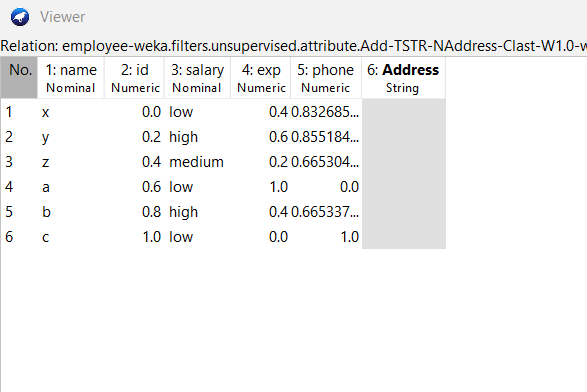 Viewer
Relation: employee-weka.filters.unsupervised.attribute.Add-TSTR-NAddress-Clast-W1.0-w
No. 1: name 2: id 3: salary 4: exp 5: phone 6: Address
Nominal Numeric Nominal Numeric Numeric String
1 x 0.0 low 0.4 0.832685...
2 y 0.2 high 0.6 0.855184...
3 z 0.4 medium 0.2 0.665304...
4 a 0.6 low 1.0 0.0
5 b 0.8 high 0.4 0.665337...
6 c 1.0 low 0.0 1.0